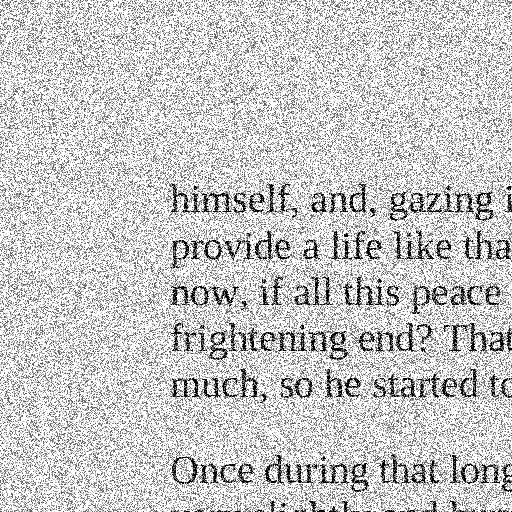 himself, and, gazing i
provide a life like tha
now, if all this peace
frightening end? That
much, so he started to
Once during that long